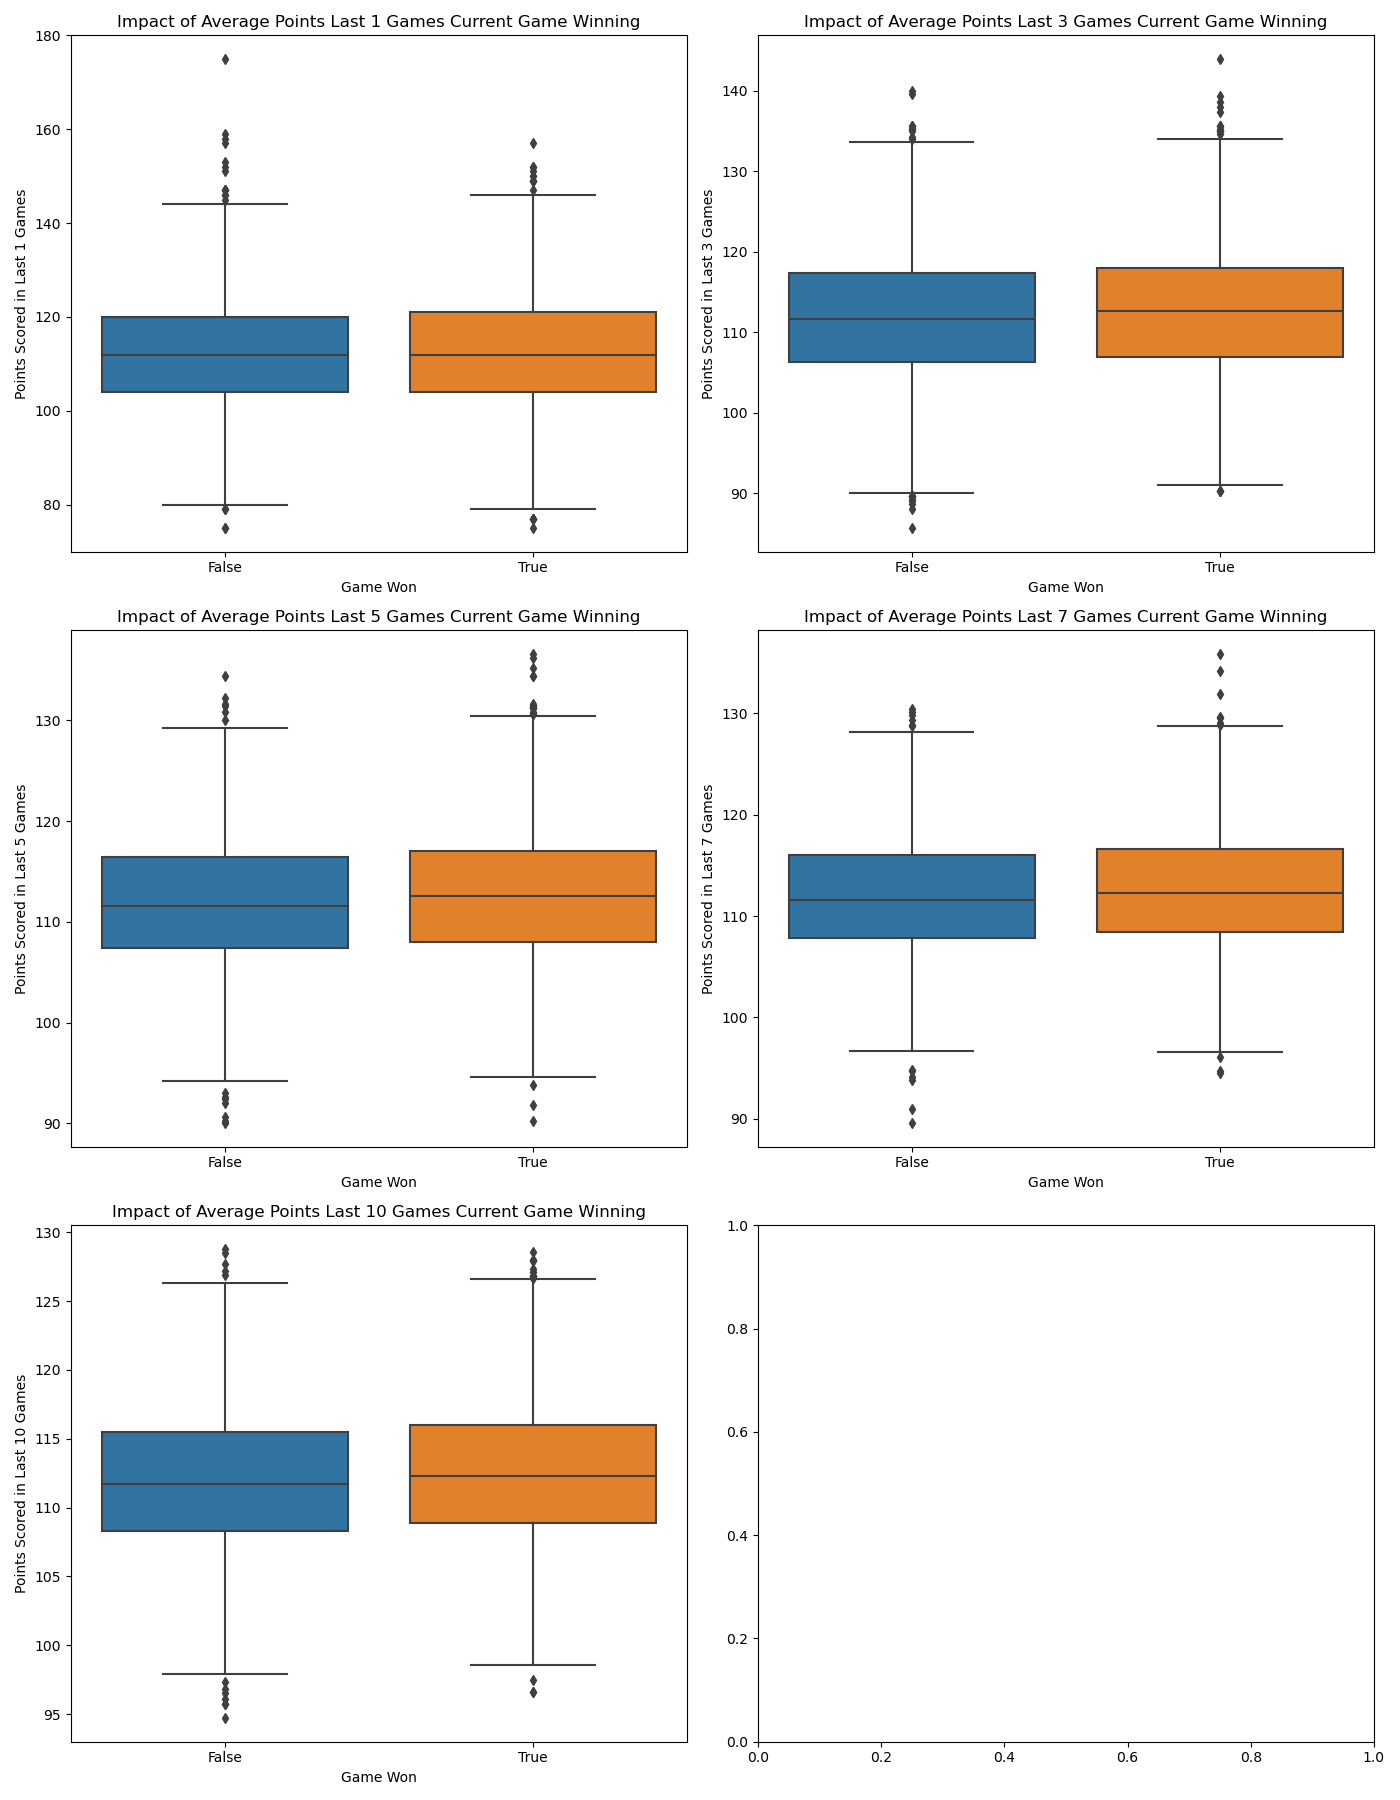 Impact of Average Points Last 1 Games Current Game Winning
Points Scored in Last 1 Games
180
160
140
120
100
80
False
True
Game Won
Impact of Average Points Last 3 Games Current Game Winning
Points Scored in Last 3 Games
140
130
120
110
100
90
False
True
Game Won
Impact of Average Points Last 5 Games Current Game Winning
Points Scored in Last 5 Games
130
120
110
100
90
False
True
Game Won
Impact of Average Points Last 7 Games Current Game Winning
Points Scored in Last 7 Games
130
120
110
100
90
False
True
Game Won
Impact of Average Points Last 10 Games Current Game Winning
Points Scored in Last 10 Games
130
125
120
115
110
105
100
95
False
True
Game Won
1.0
0.8
0.6
0.4
0.2
0.0
0.0
0.2
0.4
0.6
0.8
1.0